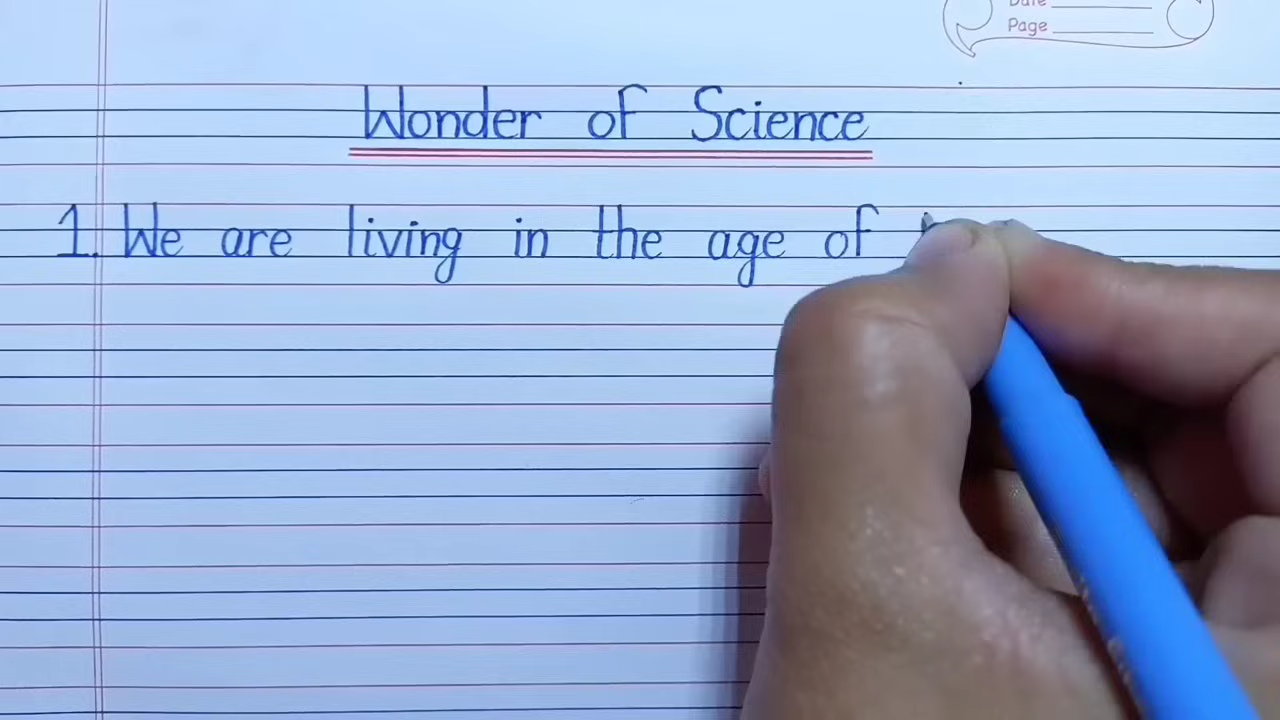 Date
Page
Wonder of Science
1. We are living in the age of